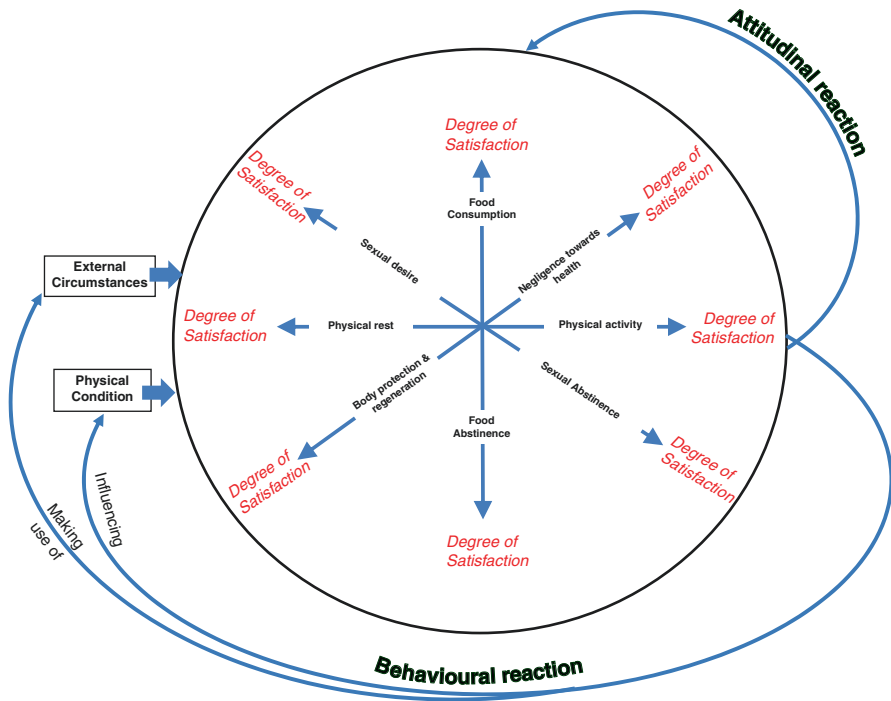 Attitudinal reaction
Degree of
Satisfaction
Degree of
Satisfaction
Degree of
Satisfaction
Food
Consumption
Sexual desire
Negligence towards
health
External
Circumstances
Degree of
Satisfaction
Physical rest
Physical activity
Degree of
Satisfaction
Physical
Condition
Body protection &
regeneration
Food
Abstinence
Sexual Abstinence
Degree of
Satisfaction
Degree of
Satisfaction
Degree of
Satisfaction
Making
use of
Influencing
Behavioural reaction